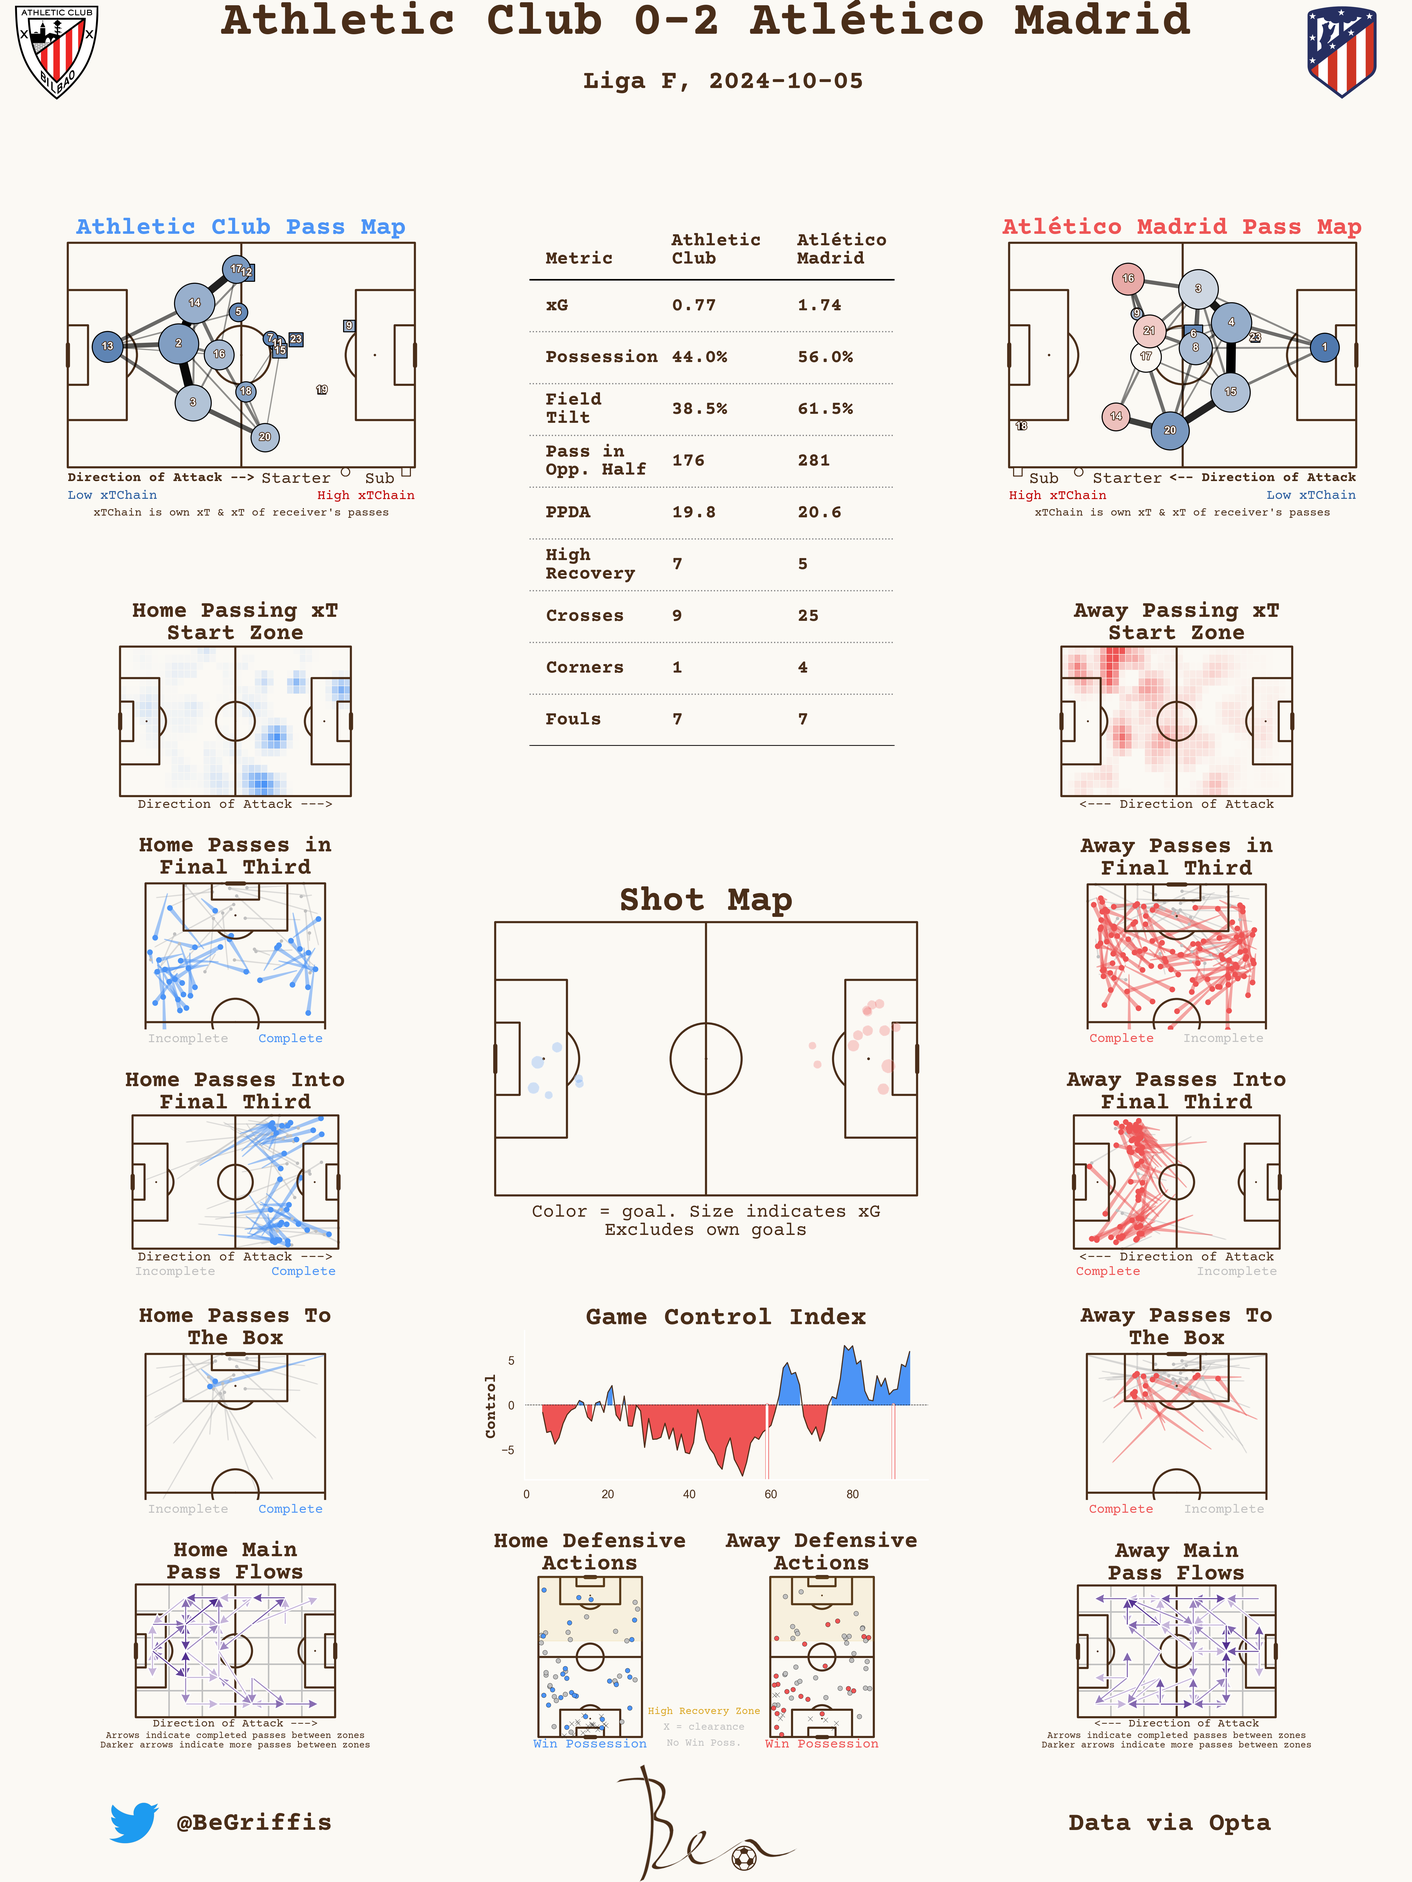 Athletic Club 0-2 Atlético Madrid
Liga F, 2024-10-05
ATHLETIC CLUB
BILBAO
Athletic Club Pass Map
17
12
14
5
9
13
2
7
11
15
23
16
18
19
3
20
Direction of Attack --> Starter Sub
Low xTChain High xTChain
xTChain is own xT & xT of receiver's passes
Metric Athletic Club Atlético Madrid
xG 0.77 1.74
Possession 44.0% 56.0%
Field Tilt 38.5% 61.5%
Pass in Opp. Half 176 281
PPDA 19.8 20.6
High Recovery 7 5
Crosses 9 25
Corners 1 4
Fouls 7 7
Atlético Madrid Pass Map
16
3
9
21
4
6
23
8
17
1
15
14
18
20
Sub Starter <-- Direction of Attack
High xTChain Low xTChain
xTChain is own xT & xT of receiver's passes
Home Passing xT
Start Zone
Direction of Attack --->
Away Passing xT
Start Zone
<--- Direction of Attack
Home Passes in
Final Third
Incomplete Complete
Away Passes in
Final Third
Complete Incomplete
Shot Map
Color = goal. Size indicates xG
Excludes own goals
Home Passes Into
Final Third
Direction of Attack --->
Incomplete Complete
Away Passes Into
Final Third
<--- Direction of Attack
Complete Incomplete
Home Passes To
The Box
Incomplete Complete
Game Control Index
Control
5
0
−5
0 20 40 60 80
Away Passes To
The Box
Complete Incomplete
Home Main
Pass Flows
Direction of Attack --->
Arrows indicate completed passes between zones
Darker arrows indicate more passes between zones
Home Defensive
Actions
Win Possession
High Recovery Zone
X = clearance
No Win Poss.
Away Defensive
Actions
Win Possession
Away Main
Pass Flows
<--- Direction of Attack
Arrows indicate completed passes between zones
Darker arrows indicate more passes between zones
@BeGriffis
Ben
Data via Opta